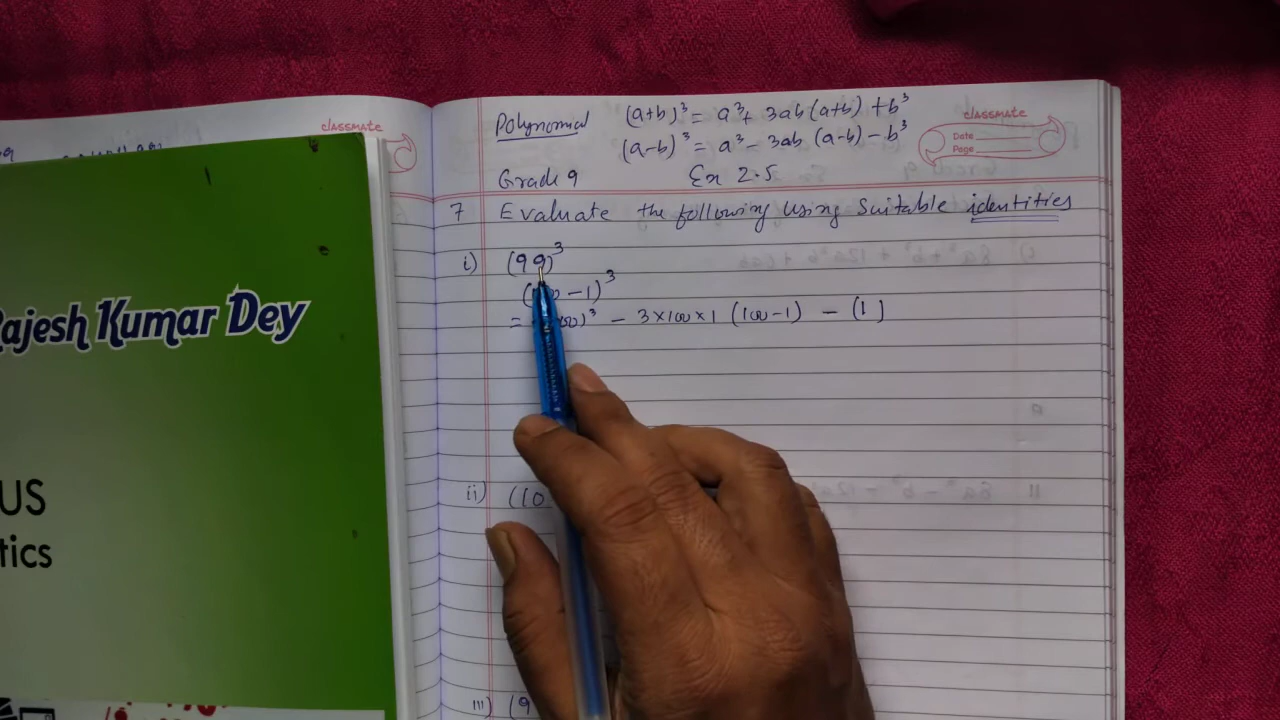 Rajesh Kumar Dey
US
tics
classmate
Polynomal (a+b)³ = a³ + 3ab (a+b) + b³
(a-b)³ = a³ - 3ab (a-b) - b³
classmate
Date
Page
Grade 9 Ex 2.5
7 Evaluate the following using suitable identities
i) (99)³
(100 - 1)³
= (100)³ - 3×100×1 (100-1) - (1)
ii) (10
iii) (9